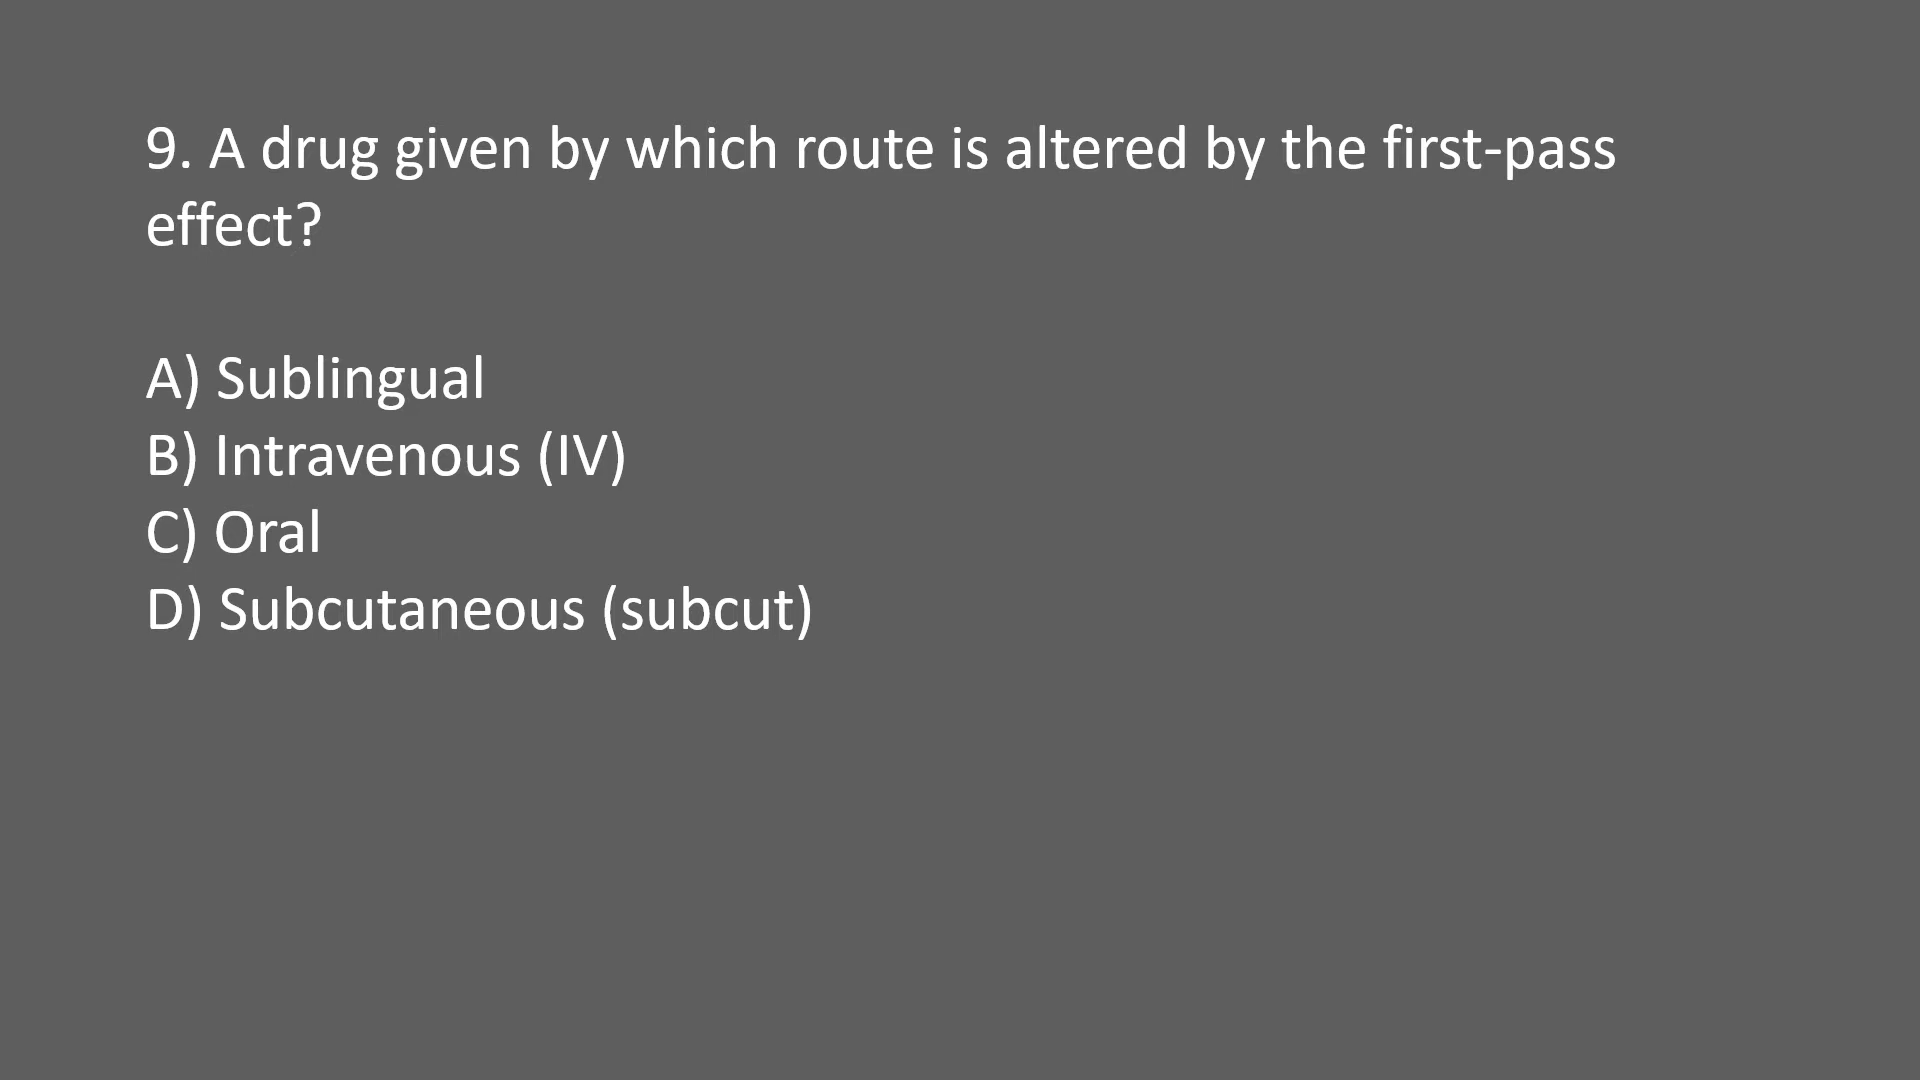 9. A drug given by which route is altered by the first-pass
effect?
A) Sublingual
B) Intravenous (IV)
C) Oral
D) Subcutaneous (subcut)